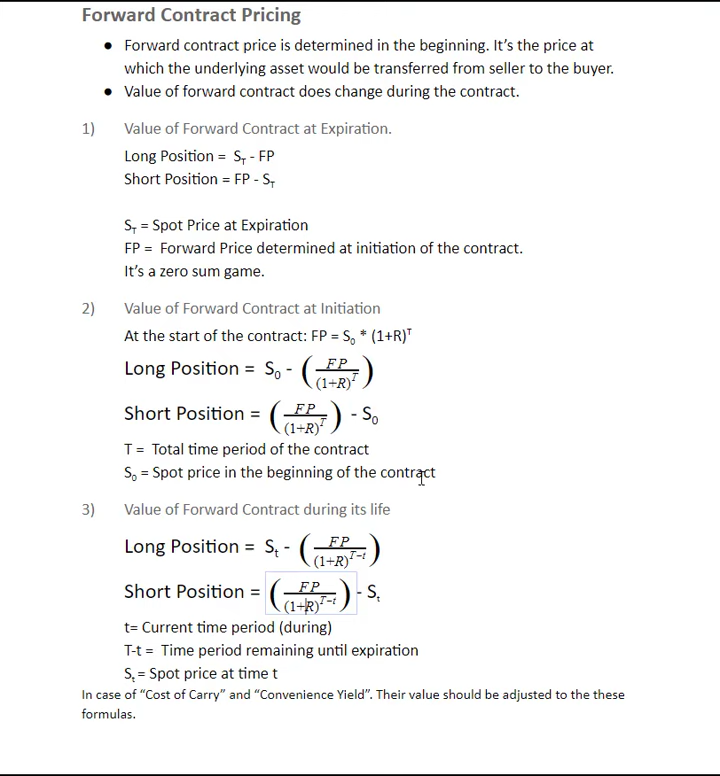 Forward Contract Pricing
● Forward contract price is determined in the beginning. It's the price at
which the underlying asset would be transferred from seller to the buyer.
● Value of forward contract does change during the contract.
1) Value of Forward Contract at Expiration.
Long Position = S_T - FP
Short Position = FP - S_T
S_T = Spot Price at Expiration
FP = Forward Price determined at initiation of the contract.
It's a zero sum game.
2) Value of Forward Contract at Initiation
At the start of the contract: FP = S_0 * (1+R)^T
Long Position = S_0 - (FP/(1+R)^T)
Short Position = (FP/(1+R)^T) - S_0
T = Total time period of the contract
S_0 = Spot price in the beginning of the contract
3) Value of Forward Contract during its life
Long Position = S_t - (FP/(1+R)^{T-t})
Short Position = (FP/(1+R)^{T-t}) - S_t
t= Current time period (during)
T-t = Time period remaining until expiration
S_t = Spot price at time t
In case of “Cost of Carry” and “Convenience Yield”. Their value should be adjusted to the these
formulas.